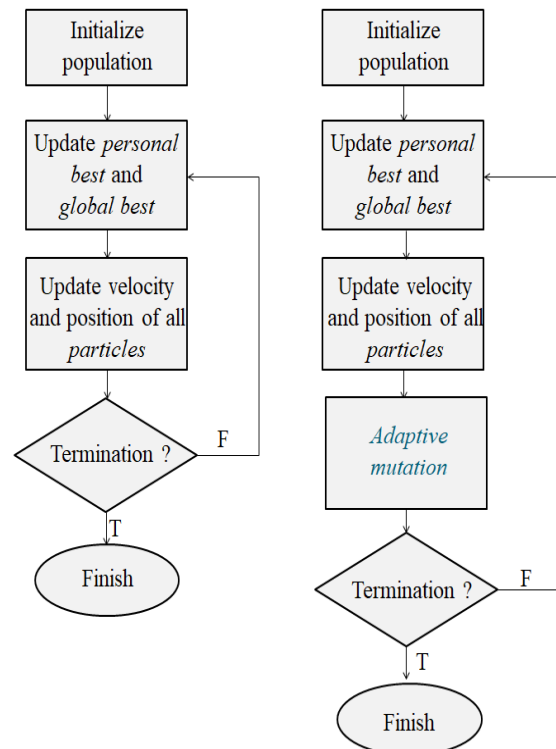 Initialize
population
Update personal
best and
global best
Update velocity
and position of all
particles
Termination ?
F
T
Finish
Initialize
population
Update personal
best and
global best
Update velocity
and position of all
particles
Adaptive
mutation
Termination ?
F
T
Finish